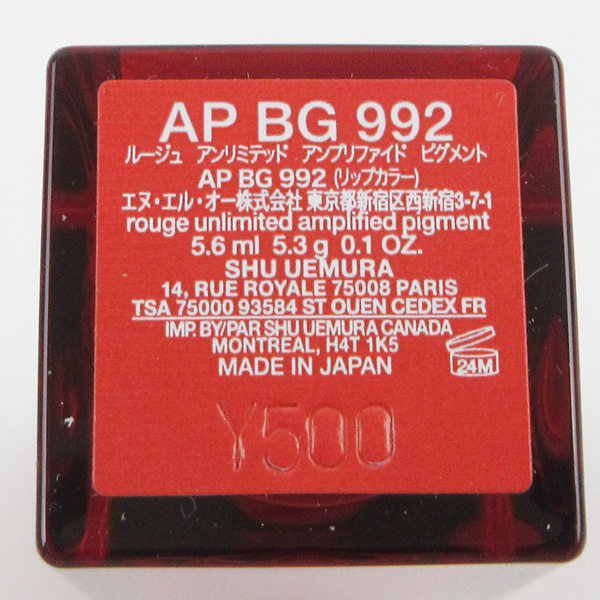 AP BG 992
ルージュ アンリミテッド アンプリファイド ピグメント
AP BG 992 (リップカラー)
エヌ・エル・オー株式会社 東京都新宿区西新宿3-7-1
rouge unlimited amplified pigment
5.6 ml 5.3 g 0.1 OZ.
SHU UEMURA
14, RUE ROYALE 75008 PARIS
TSA 75000 93584 ST OUEN CEDEX FR
IMP. BY/PAR SHU UEMURA CANADA
MONTREAL, H4T 1K5
MADE IN JAPAN
24M
Y500